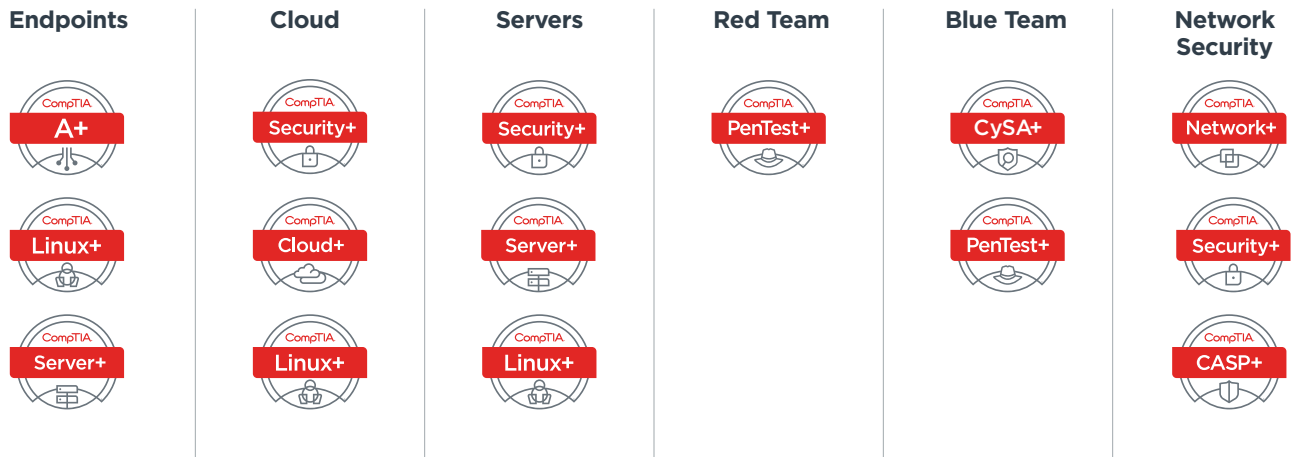 Endpoints
CompTIA.
A+
CompTIA.
Linux+
CompTIA.
Server+
Cloud
CompTIA.
Security+
CompTIA.
Cloud+
CompTIA.
Linux+
Servers
CompTIA.
Security+
CompTIA.
Server+
CompTIA.
Linux+
Red Team
CompTIA.
PenTest+
Blue Team
CompTIA.
CySA+
CompTIA.
PenTest+
Network
Security
CompTIA.
Network+
CompTIA.
Security+
CompTIA.
CASP+